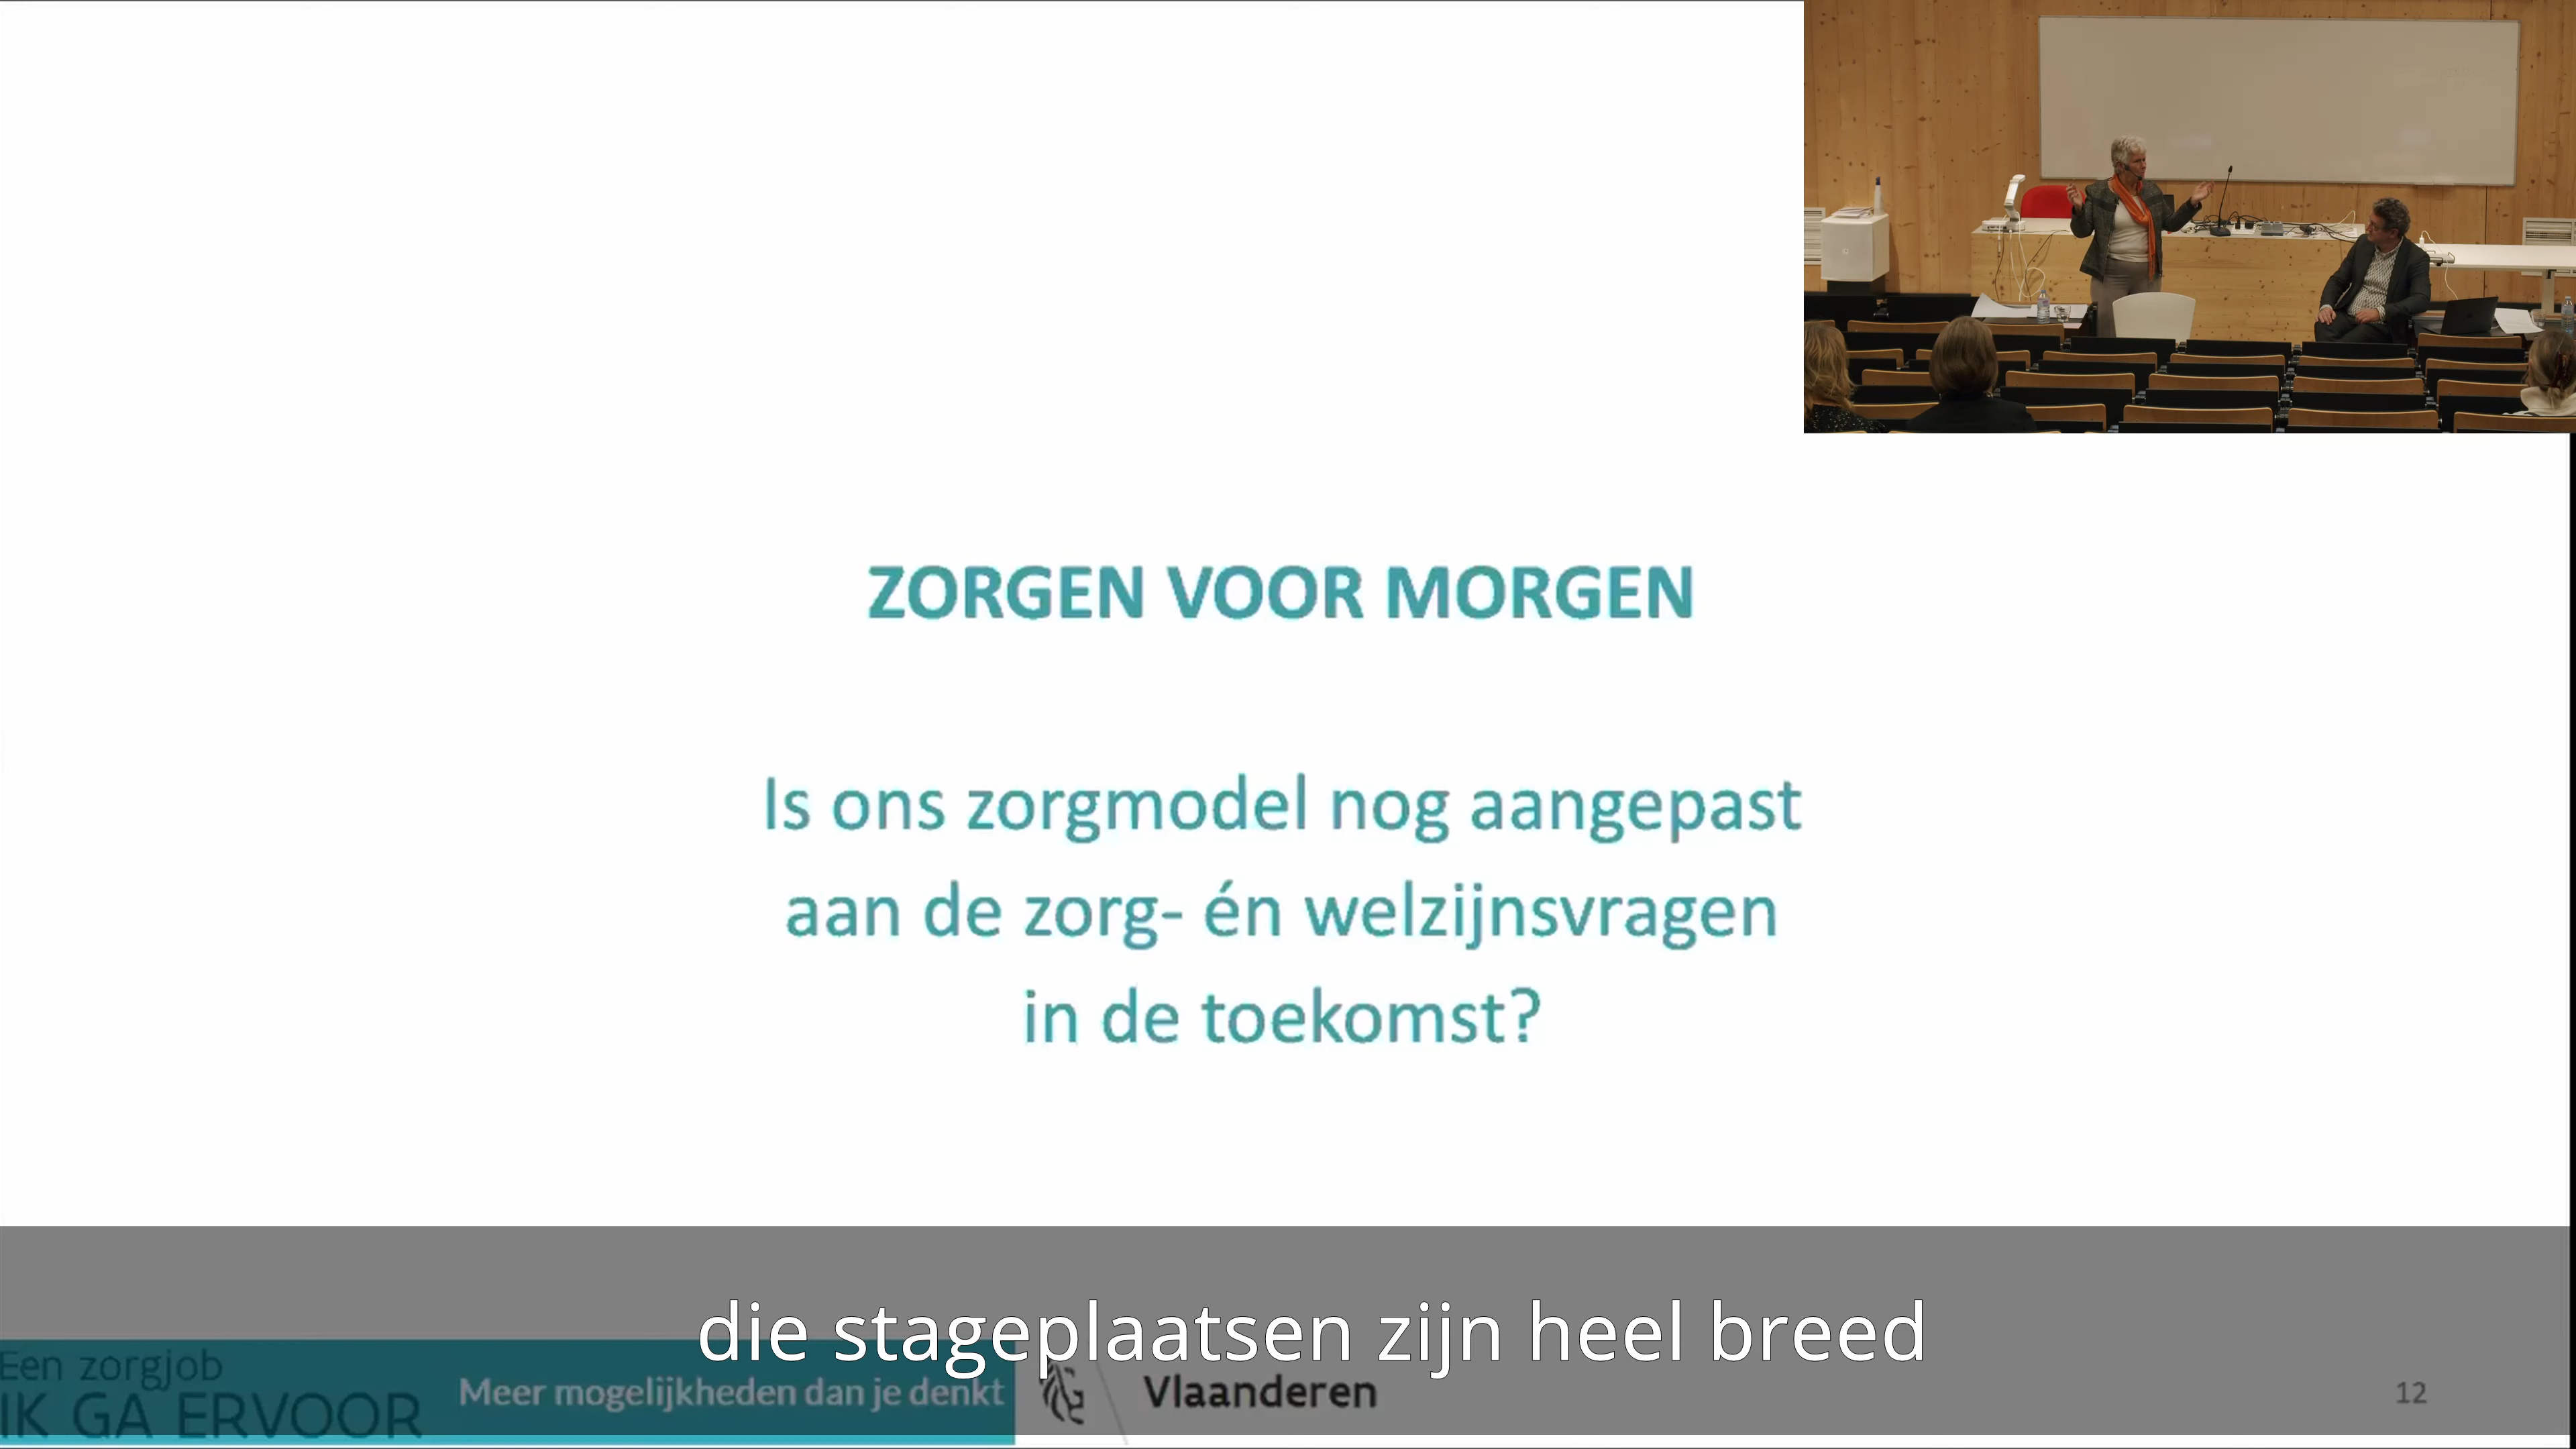 ZORGEN VOOR MORGEN
Is ons zorgmodel nog aangepast
aan de zorg- én welzijnsvragen
in de toekomst?
die stageplaatsen zijn heel breed
Een zorgjob
IK GA ERVOOR
Meer mogelijkheden dan je denkt
Vlaanderen
12